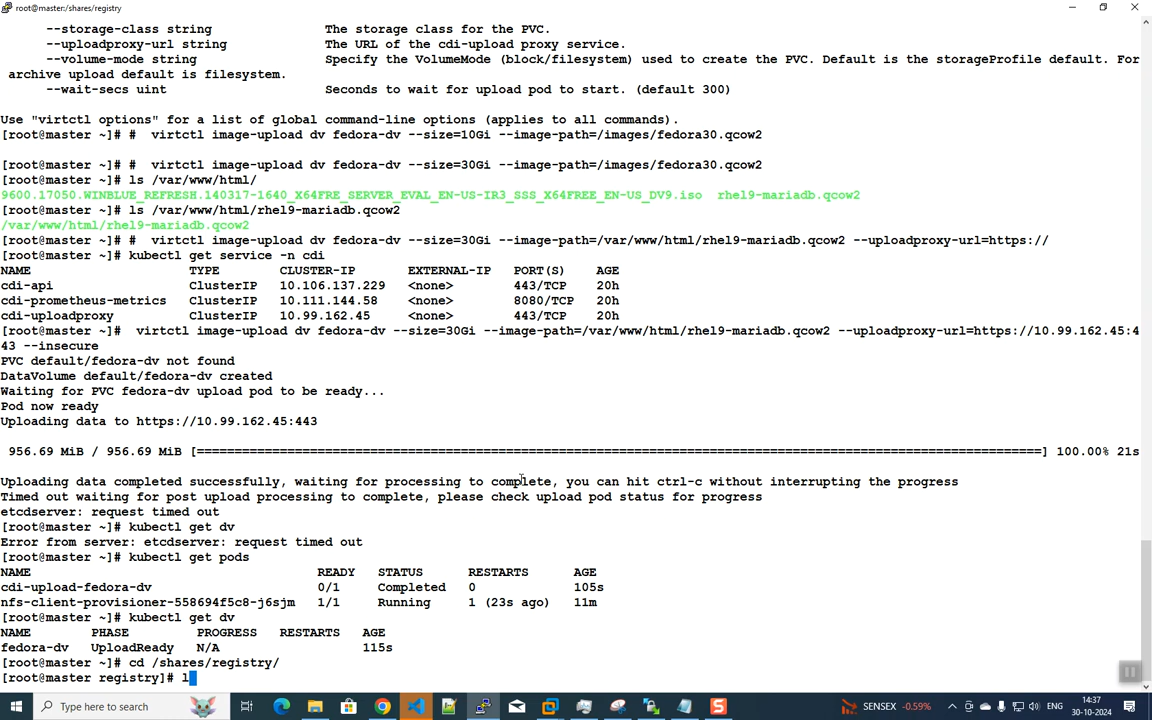 root@master:/shares/registry
--storage-class string The storage class for the PVC.
--uploadproxy-url string The URL of the cdi-upload proxy service.
--volume-mode string Specify the VolumeMode (block/filesystem) used to create the PVC. Default is the storageProfile default. For
archive upload default is filesystem.
--wait-secs uint Seconds to wait for upload pod to start. (default 300)
Use "virtctl options" for a list of global command-line options (applies to all commands).
[root@master ~]# #  virtctl image-upload dv fedora-dv --size=10Gi --image-path=/images/fedora30.qcow2
[root@master ~]# #  virtctl image-upload dv fedora-dv --size=30Gi --image-path=/images/fedora30.qcow2
[root@master ~]# ls /var/www/html/
9600.17050.WINBLUE_REFRESH.140317-1640_X64FRE_SERVER_EVAL_EN-US-IR3_SSS_X64FREE_EN-US_DV9.iso  rhel9-mariadb.qcow2
[root@master ~]# ls /var/www/html/rhel9-mariadb.qcow2
/var/www/html/rhel9-mariadb.qcow2
[root@master ~]# #  virtctl image-upload dv fedora-dv --size=30Gi --image-path=/var/www/html/rhel9-mariadb.qcow2 --uploadproxy-url=https://
[root@master ~]# kubectl get service -n cdi
NAME TYPE CLUSTER-IP EXTERNAL-IP PORT(S) AGE
cdi-api ClusterIP 10.106.137.229 <none> 443/TCP 20h
cdi-prometheus-metrics ClusterIP 10.111.144.58 <none> 8080/TCP 20h
cdi-uploadproxy ClusterIP 10.99.162.45 <none> 443/TCP 20h
[root@master ~]#  virtctl image-upload dv fedora-dv --size=30Gi --image-path=/var/www/html/rhel9-mariadb.qcow2 --uploadproxy-url=https://10.99.162.45:4
43 --insecure
PVC default/fedora-dv not found
DataVolume default/fedora-dv created
Waiting for PVC fedora-dv upload pod to be ready...
Pod now ready
Uploading data to https://10.99.162.45:443
956.69 MiB / 956.69 MiB [=====================================================================================================] 100.00% 21s
Uploading data completed successfully, waiting for processing to complete, you can hit ctrl-c without interrupting the progress
Timed out waiting for post upload processing to complete, please check upload pod status for progress
etcdserver: request timed out
[root@master ~]# kubectl get dv
Error from server: etcdserver: request timed out
[root@master ~]# kubectl get pods
NAME READY STATUS RESTARTS AGE
cdi-upload-fedora-dv 0/1 Completed 0 105s
nfs-client-provisioner-558694f5c8-j6sjm 1/1 Running 1 (23s ago) 11m
[root@master ~]# kubectl get dv
NAME PHASE PROGRESS RESTARTS AGE
fedora-dv UploadReady N/A 115s
[root@master ~]# cd /shares/registry/
[root@master registry]# l
Type here to search
SENSEX -0.59%
ENG
14:37
30-10-2024